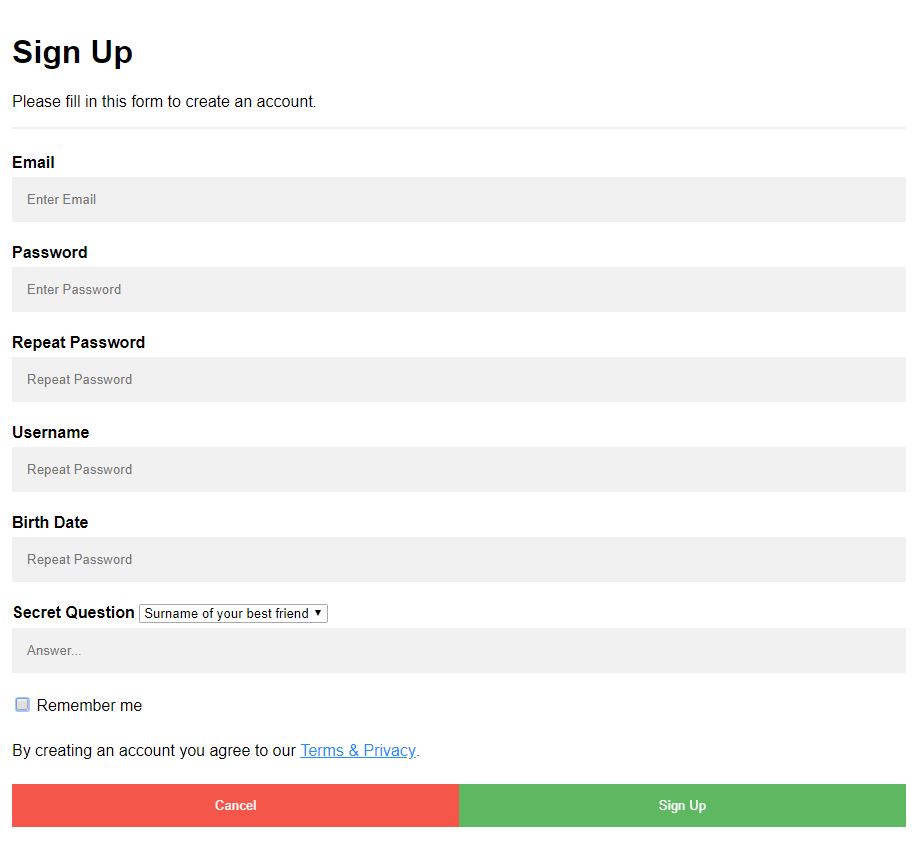 Sign Up
Please fill in this form to create an account.
Email
Enter Email
Password
Enter Password
Repeat Password
Repeat Password
Username
Repeat Password
Birth Date
Repeat Password
Secret Question Surname of your best friend
Answer...
Remember me
By creating an account you agree to our Terms & Privacy.
Cancel Sign Up